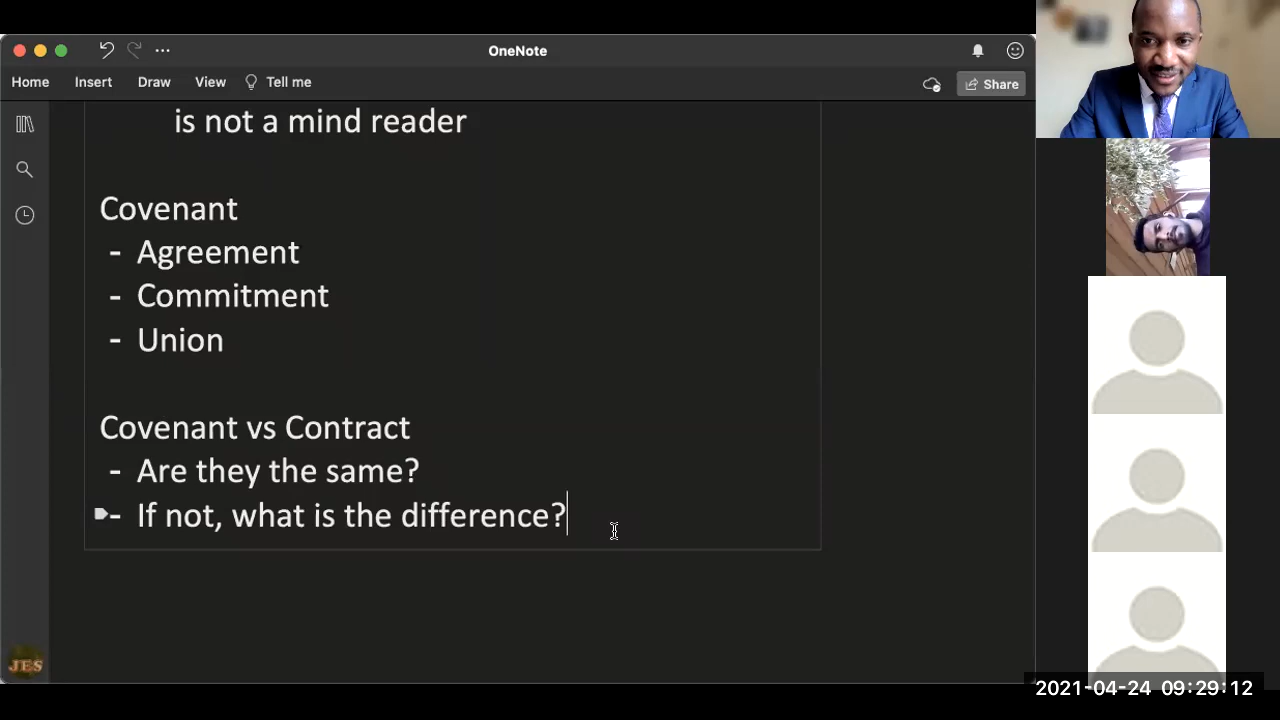 OneNote
Home Insert Draw View Tell me Share
is not a mind reader
Covenant
- Agreement
- Commitment
- Union
Covenant vs Contract
- Are they the same?
- If not, what is the difference?
JES
2021-04-24 09:29:12